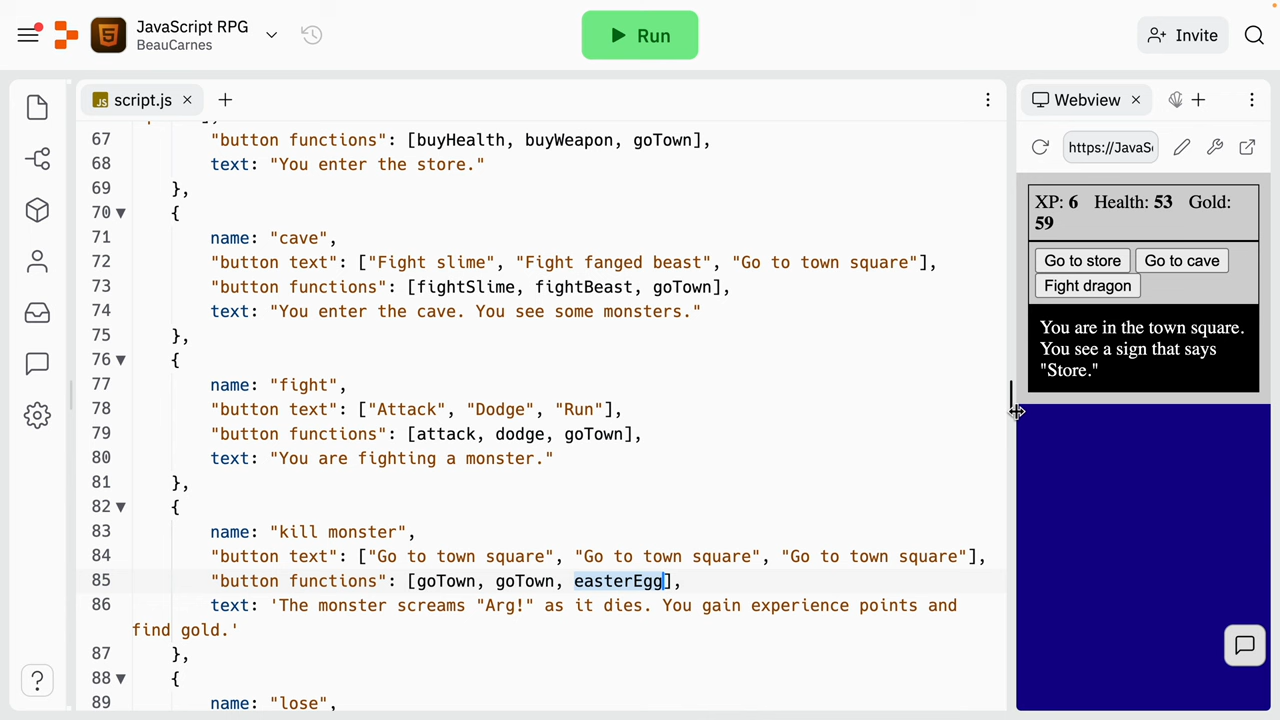 JavaScript RPG
BeauCarnes
Run
Invite
JS script.js
Webview
https://JavaSc
67 "button functions": [buyHealth, buyWeapon, goTown],
68 text: "You enter the store."
69 },
70 {
71 name: "cave",
72 "button text": ["Fight slime", "Fight fanged beast", "Go to town square"],
73 "button functions": [fightSlime, fightBeast, goTown],
74 text: "You enter the cave. You see some monsters."
75 },
76 {
77 name: "fight",
78 "button text": ["Attack", "Dodge", "Run"],
79 "button functions": [attack, dodge, goTown],
80 text: "You are fighting a monster."
81 },
82 {
83 name: "kill monster",
84 "button text": ["Go to town square", "Go to town square", "Go to town square"],
85 "button functions": [goTown, goTown, easterEgg],
86 text: 'The monster screams "Arg!" as it dies. You gain experience points and
find gold.'
87 },
88 {
89 name: "lose",
XP: 6 Health: 53 Gold:
59
Go to store Go to cave
Fight dragon
You are in the town square.
You see a sign that says
"Store."